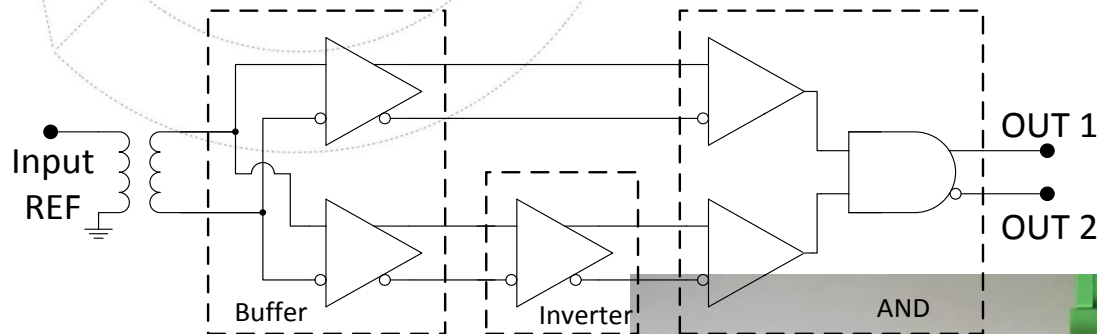 Input
REF
Buffer
Inverter
AND
OUT 1
OUT 2